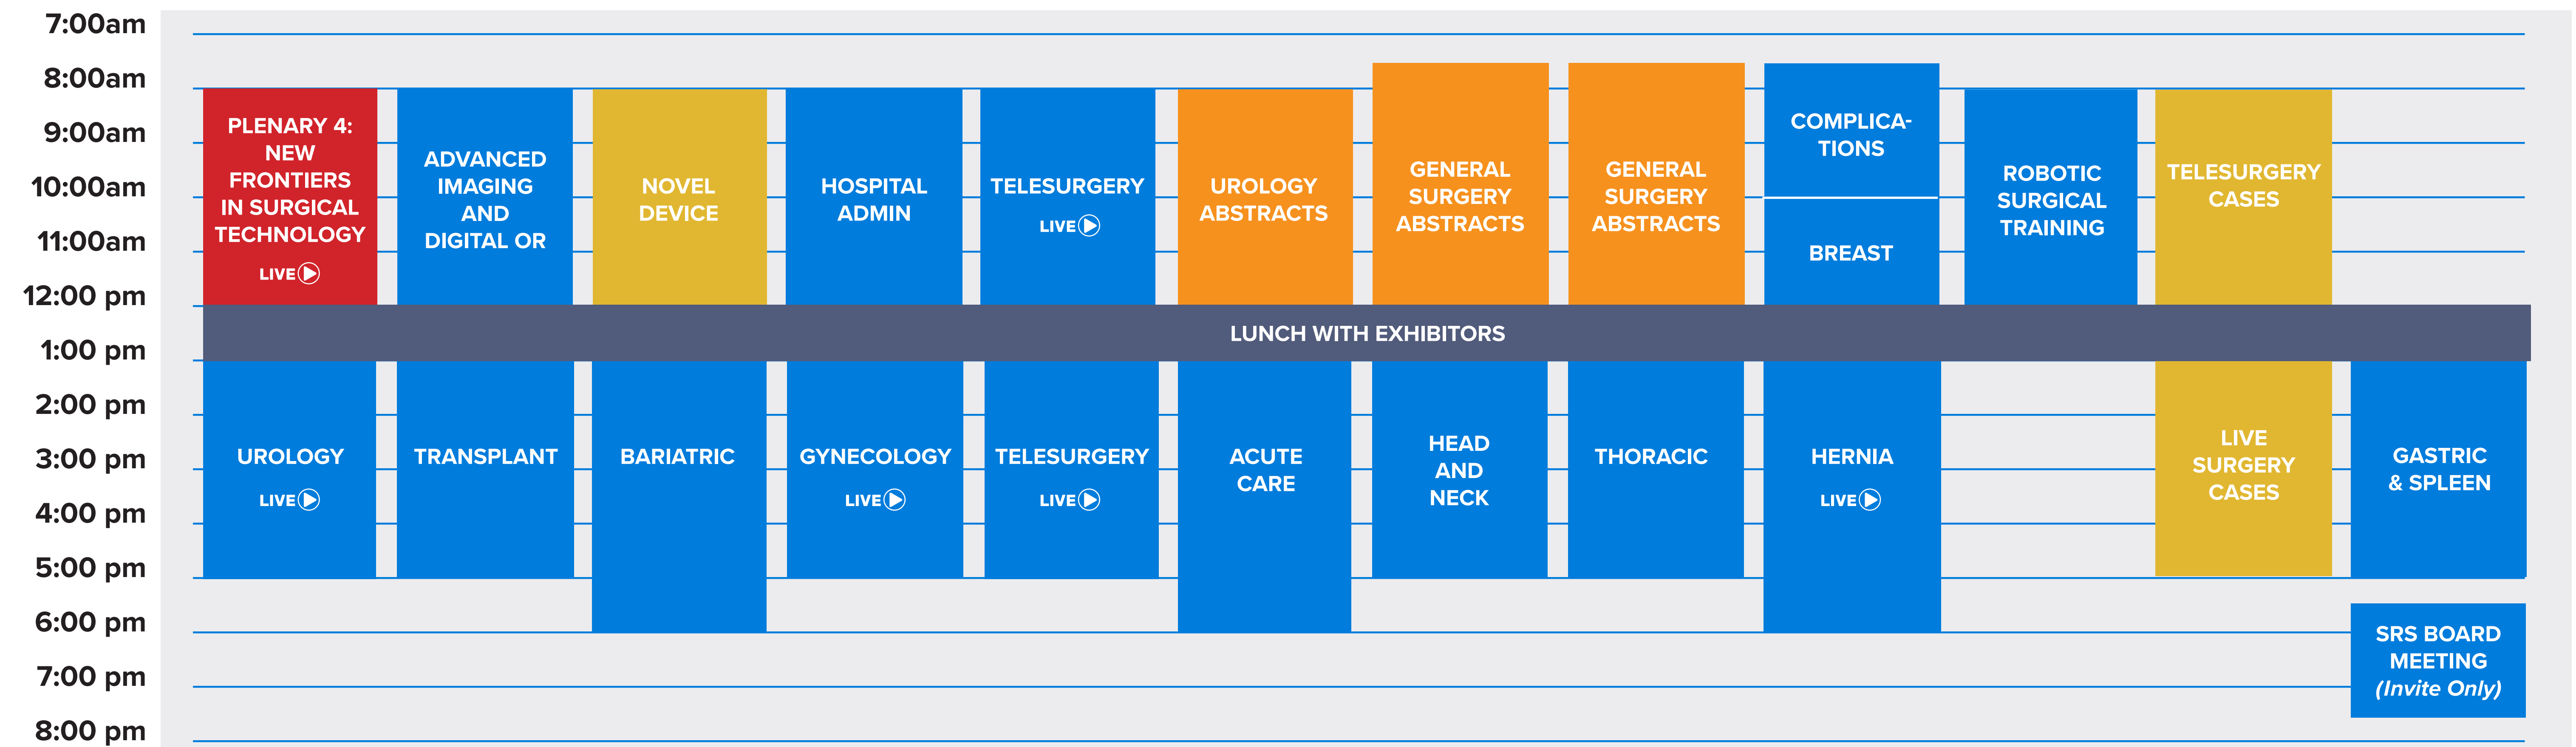 7:00am
8:00am
9:00am
10:00am
11:00am
12:00 pm
1:00 pm
2:00 pm
3:00 pm
4:00 pm
5:00 pm
6:00 pm
7:00 pm
8:00 pm
PLENARY 4:
NEW
FRONTIERS
IN SURGICAL
TECHNOLOGY
LIVE
ADVANCED
IMAGING
AND
DIGITAL OR
NOVEL
DEVICE
HOSPITAL
ADMIN
TELESURGERY
LIVE
UROLOGY
ABSTRACTS
GENERAL
SURGERY
ABSTRACTS
GENERAL
SURGERY
ABSTRACTS
COMPLICA-
TIONS
BREAST
ROBOTIC
SURGICAL
TRAINING
TELESURGERY
CASES
LUNCH WITH EXHIBITORS
UROLOGY
LIVE
TRANSPLANT
BARIATRIC
GYNECOLOGY
LIVE
TELESURGERY
LIVE
ACUTE
CARE
HEAD
AND
NECK
THORACIC
HERNIA
LIVE
LIVE
SURGERY
CASES
GASTRIC
& SPLEEN
SRS BOARD
MEETING
(Invite Only)